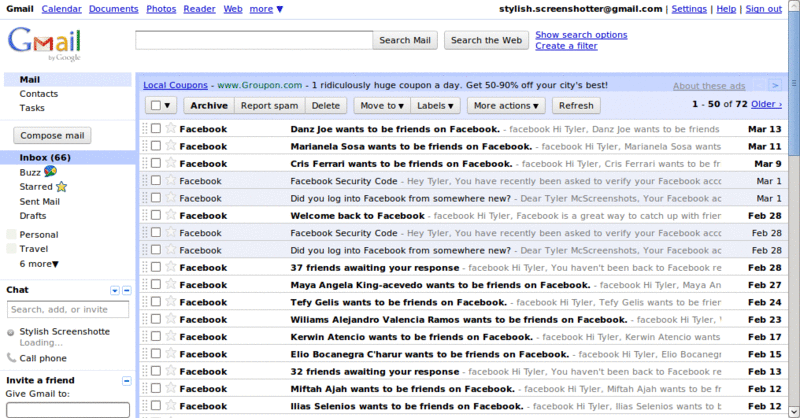 Gmail Calendar Documents Photos Reader Web more ▼ stylish.screenshotter@gmail.com | Settings | Help | Sign out
Gmail by Google
Search Mail Search the Web Show search options
Create a filter
Mail
Contacts
Tasks
Compose mail
Inbox (66)
Buzz
Starred
Sent Mail
Drafts
Personal
Travel
6 more▼
Chat
Search, add, or invite
Stylish Screenshotte
Loading...
Call phone
Invite a friend
Give Gmail to:
Local Coupons - www.Groupon.com - 1 ridiculously huge coupon a day. Get 50-90% off your city's best! About these ads >
▼ Archive Report spam Delete Move to▼ Labels▼ More actions▼ Refresh 1 - 50 of 72 Older ›
Facebook Danz Joe wants to be friends on Facebook. - facebook Hi Tyler, Danz Joe wants to be friends Mar 13
Facebook Marianela Sosa wants to be friends on Facebook. - facebook Hi Tyler, Marianela Sosa wants Mar 11
Facebook Cris Ferrari wants to be friends on Facebook. - facebook Hi Tyler, Cris Ferrari wants to be fr Mar 9
Facebook Facebook Security Code - Hey Tyler, You have recently been asked to verify your Facebook acc Mar 1
Facebook Did you log into Facebook from somewhere new? - Dear Tyler McScreenshots, Your Facebook ac Mar 1
Facebook Welcome back to Facebook - facebook Hi Tyler, Facebook is a great way to catch up with frier Feb 28
Facebook Facebook Security Code - Hey Tyler, You have recently been asked to verify your Facebook acc Feb 28
Facebook Did you log into Facebook from somewhere new? - Dear Tyler McScreenshots, Your Facebook ac Feb 28
Facebook 37 friends awaiting your response - facebook Hi Tyler, You haven't been back to Facebook re Feb 28
Facebook Maya Angela King-acevedo wants to be friends on Facebook. - facebook Hi Tyler, Maya An Feb 27
Facebook Tefy Gelis wants to be friends on Facebook. - facebook Hi Tyler, Tefy Gelis wants to be frier Feb 24
Facebook Wiliams Alejandro Valencia Ramos wants to be friends on Facebook. - facebook Hi Tyler, Feb 23
Facebook Kerwin Atencio wants to be friends on Facebook. - facebook Hi Tyler, Kerwin Atencio wants Feb 17
Facebook Elio Bocanegra C'harur wants to be friends on Facebook. - facebook Hi Tyler, Elio Bocanegr Feb 15
Facebook 32 friends awaiting your response - facebook Hi Tyler, You haven't been back to Facebook re Feb 13
Facebook Miftah Ajah wants to be friends on Facebook. - facebook Hi Tyler, Miftah Ajah wants to be fr Feb 12
Facebook Ilias Selenios wants to be friends on Facebook. - facebook Hi Tyler, Ilias Selenios wants to Feb 12